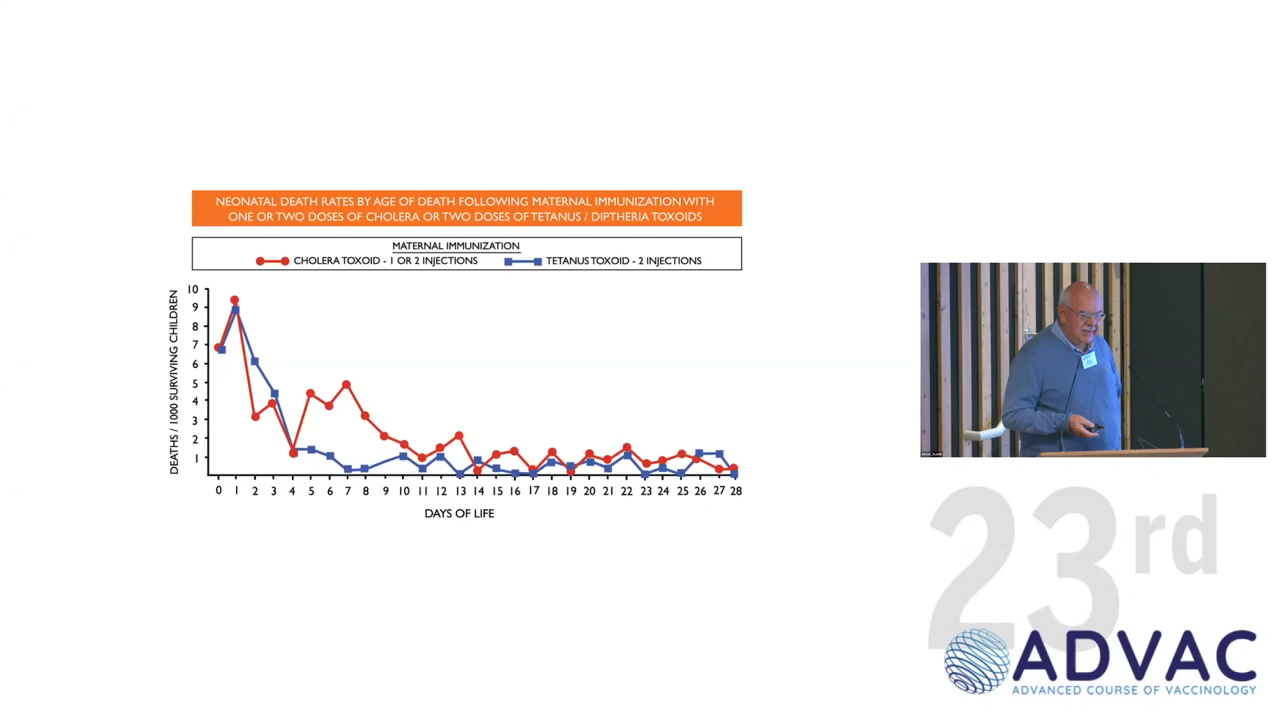 NEONATAL DEATH RATES BY AGE OF DEATH FOLLOWING MATERNAL IMMUNIZATION WITH
ONE OR TWO DOSES OF CHOLERA OR TWO DOSES OF TETANUS / DIPTHERIA TOXOIDS
MATERNAL IMMUNIZATION
CHOLERA TOXOID - 1 OR 2 INJECTIONS TETANUS TOXOID - 2 INJECTIONS
DEATHS / 1000 SURVIVING CHILDREN
10
9
8
7
6
5
4
3
2
1
0 1 2 3 4 5 6 7 8 9 10 11 12 13 14 15 16 17 18 19 20 21 22 23 24 25 26 27 28
DAYS OF LIFE
23rd
ADVAC
ADVANCED COURSE OF VACCINOLOGY